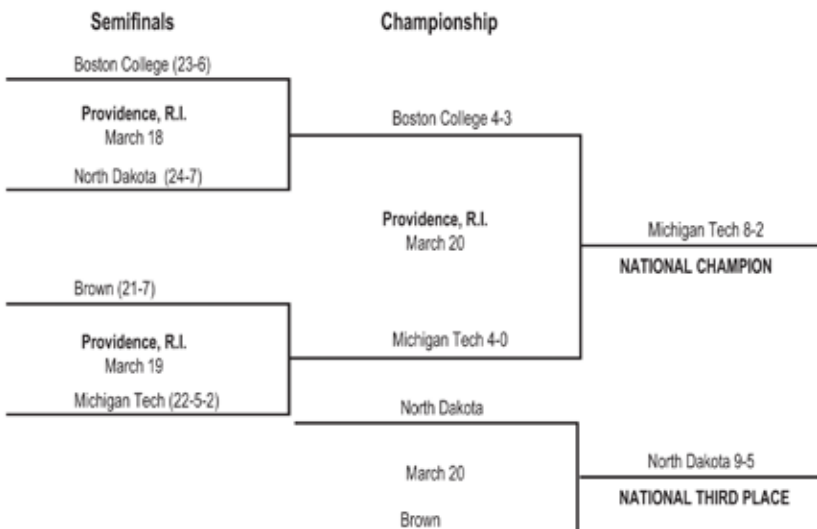 Semifinals
Championship
Boston College (23-6)
Providence, R.I.
March 18
North Dakota (24-7)
Boston College 4-3
Providence, R.I.
March 20
Michigan Tech 8-2
NATIONAL CHAMPION
Brown (21-7)
Providence, R.I.
March 19
Michigan Tech (22-5-2)
Michigan Tech 4-0
North Dakota
March 20
Brown
North Dakota 9-5
NATIONAL THIRD PLACE